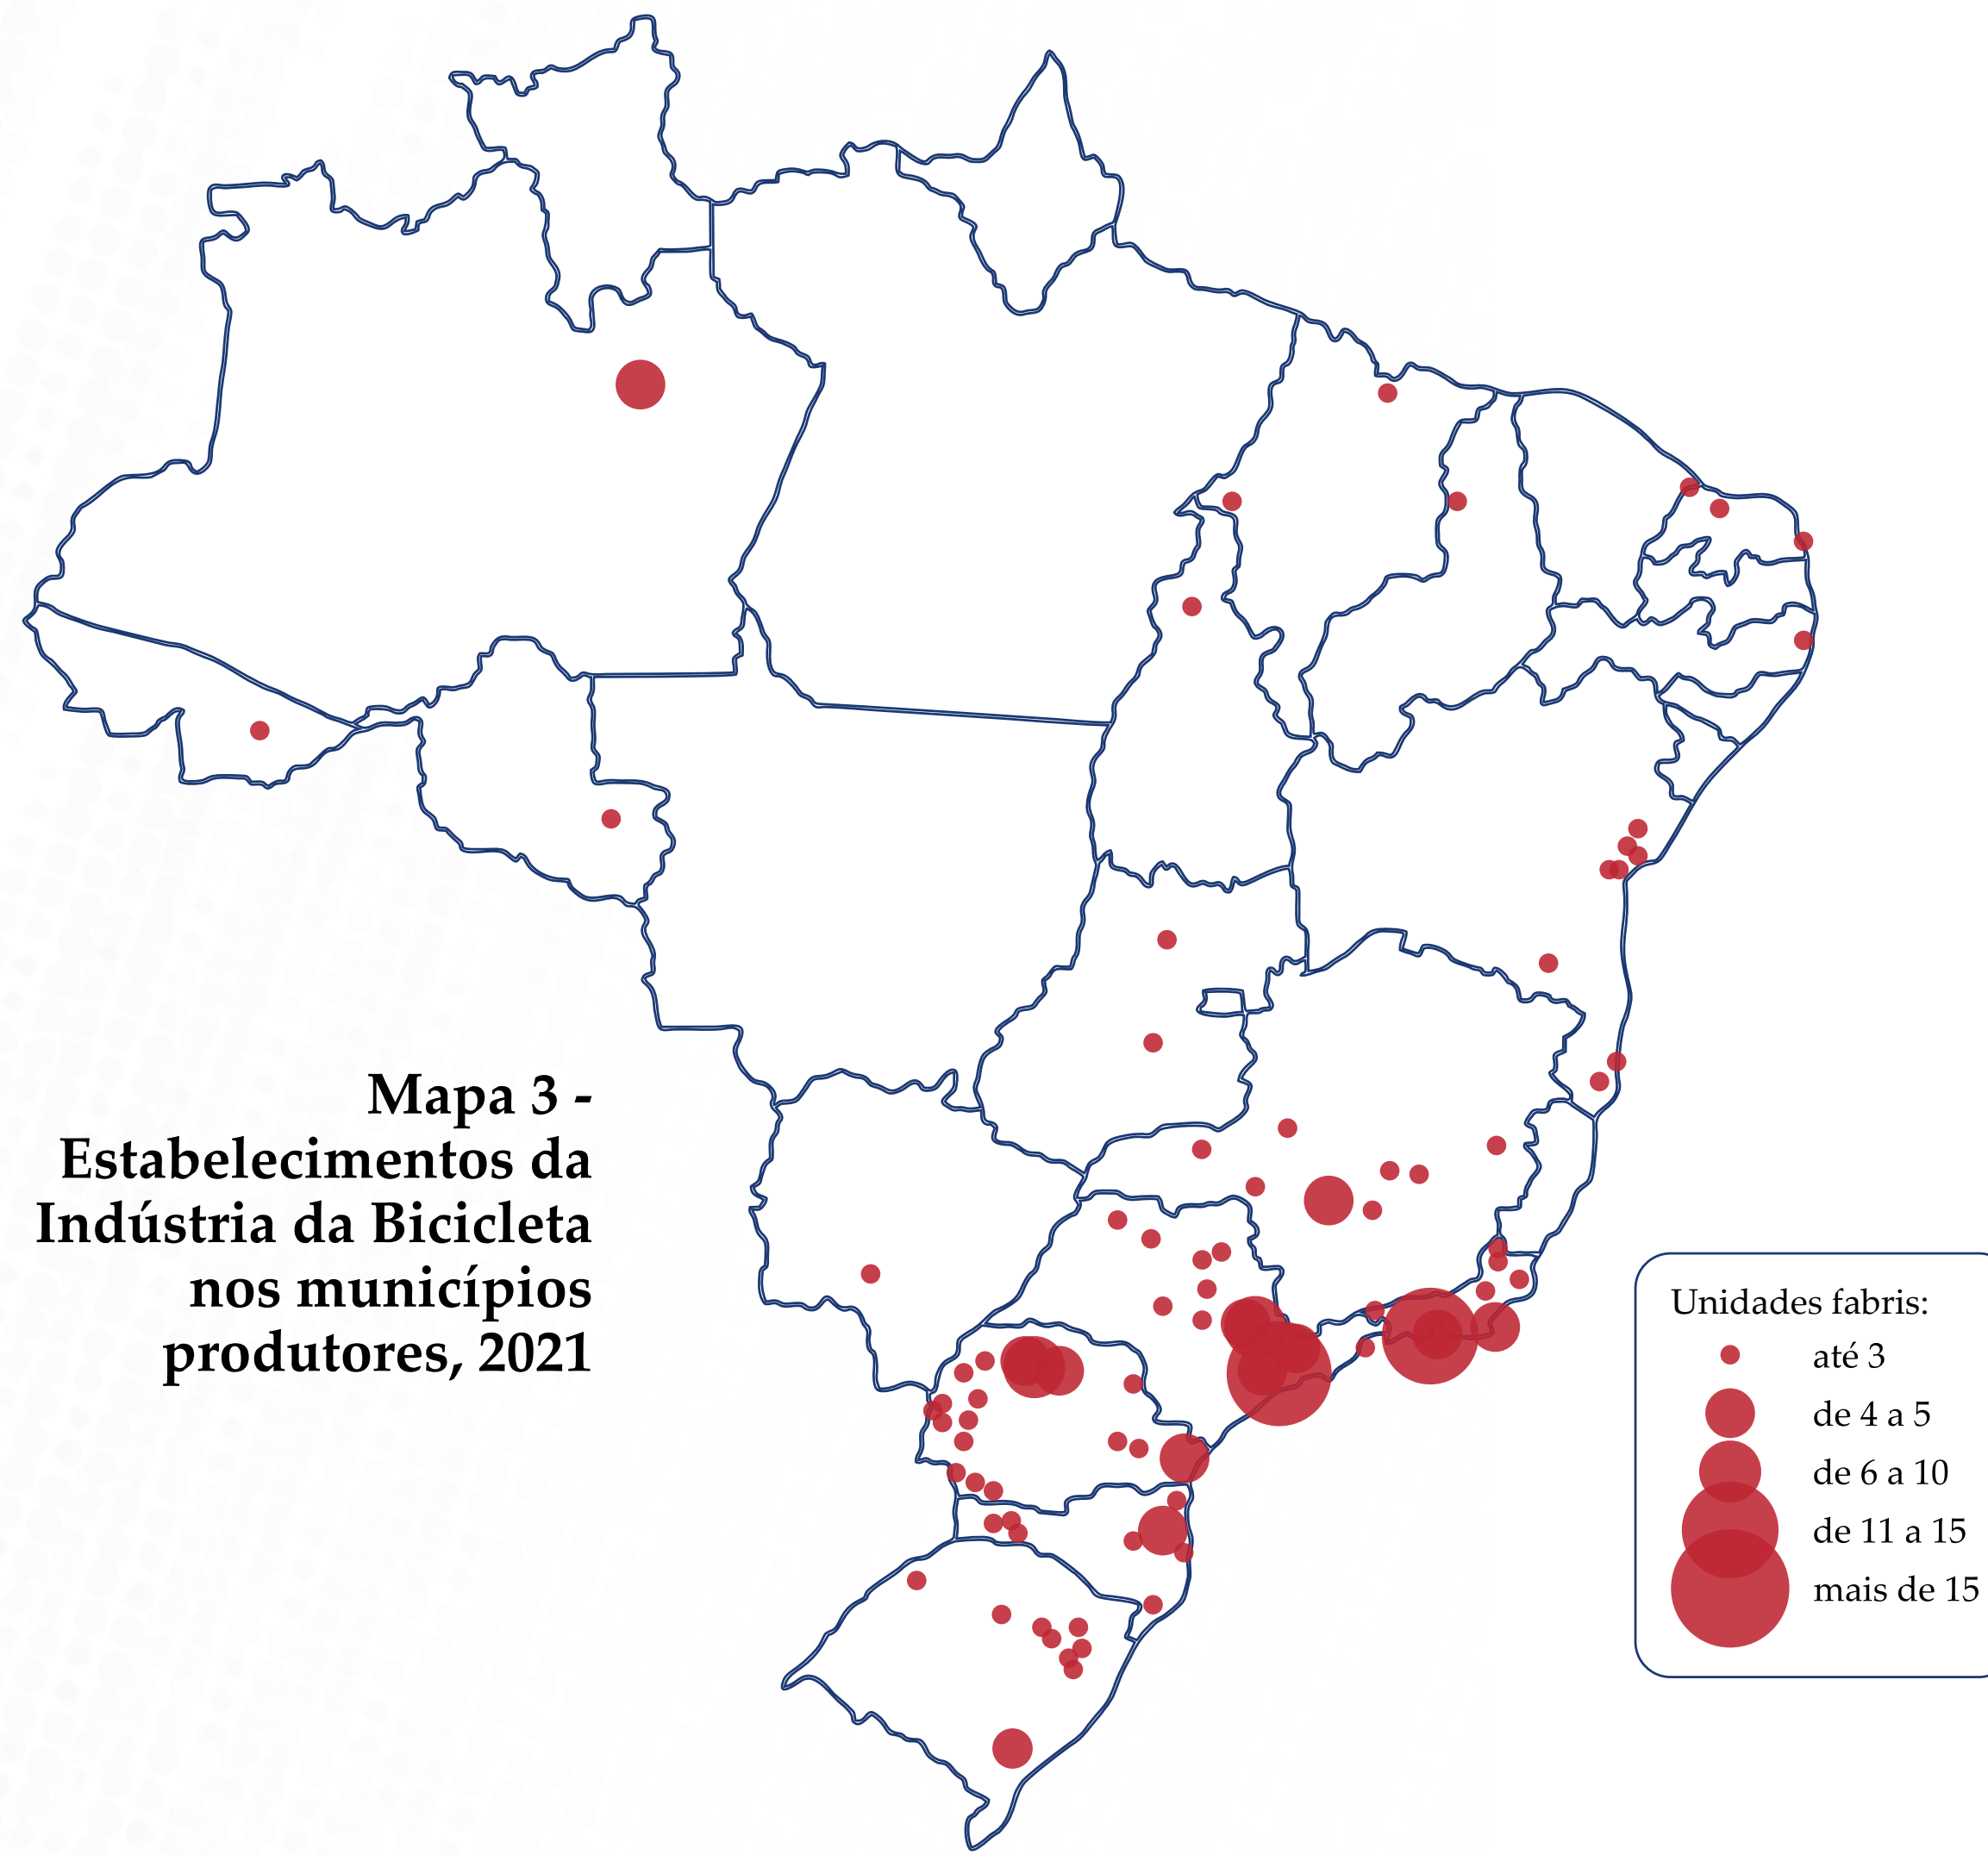 Mapa 3 -
Estabelecimentos da
Indústria da Bicicleta
nos municípios
produtores, 2021
Unidades fabris:
até 3
de 4 a 5
de 6 a 10
de 11 a 15
mais de 15